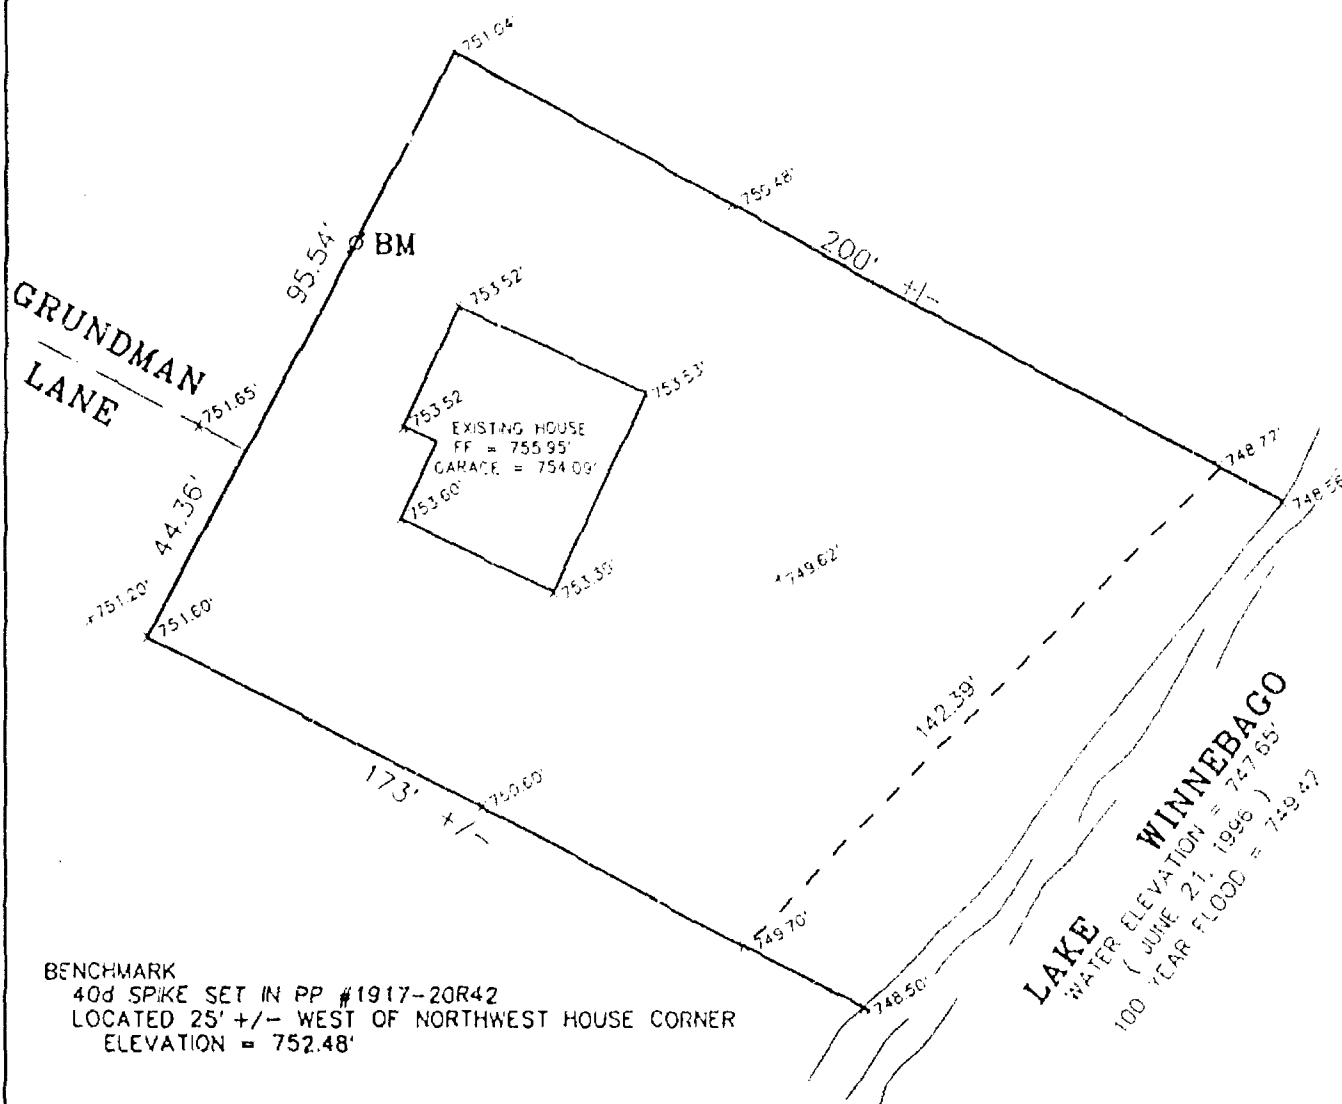 751.04'
750.48'
200' +/-
95.54'
BM
GRUNDMAN
LANE
751.65'
753.52'
753.53'
753.52
EXISTING HOUSE
FF = 755.95'
GARAGE = 754.09'
753.60'
753.39'
44.36'
751.20'
751.60'
749.62'
748.77'
748.56'
142.39'
173' +/-
750.60'
749.70'
748.50'
LAKE WINNEBAGO
WATER ELEVATION = 747.65'
( JUNE 21, 1996 )
100 YEAR FLOOD = 749.47
BENCHMARK
40d SPIKE SET IN PP #1917-20R42
LOCATED 25' +/- WEST OF NORTHWEST HOUSE CORNER
ELEVATION = 752.48'